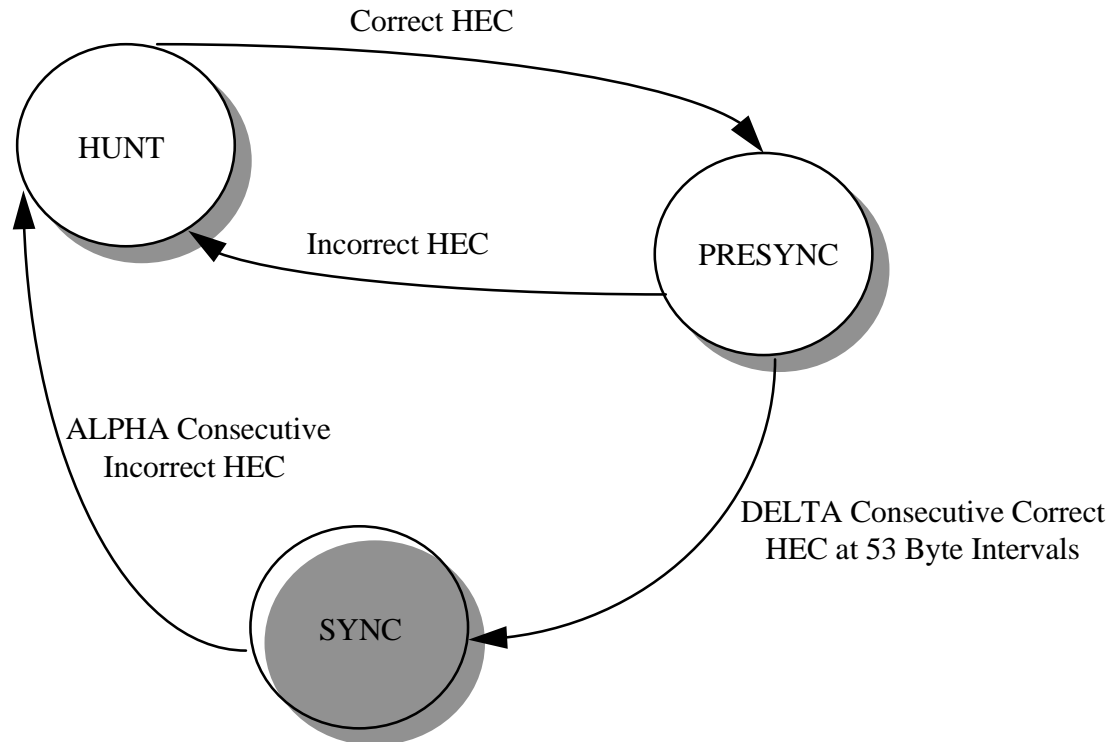 Correct HEC
HUNT
Incorrect HEC
PRESYNC
ALPHA Consecutive
Incorrect HEC
DELTA Consecutive Correct
HEC at 53 Byte Intervals
SYNC